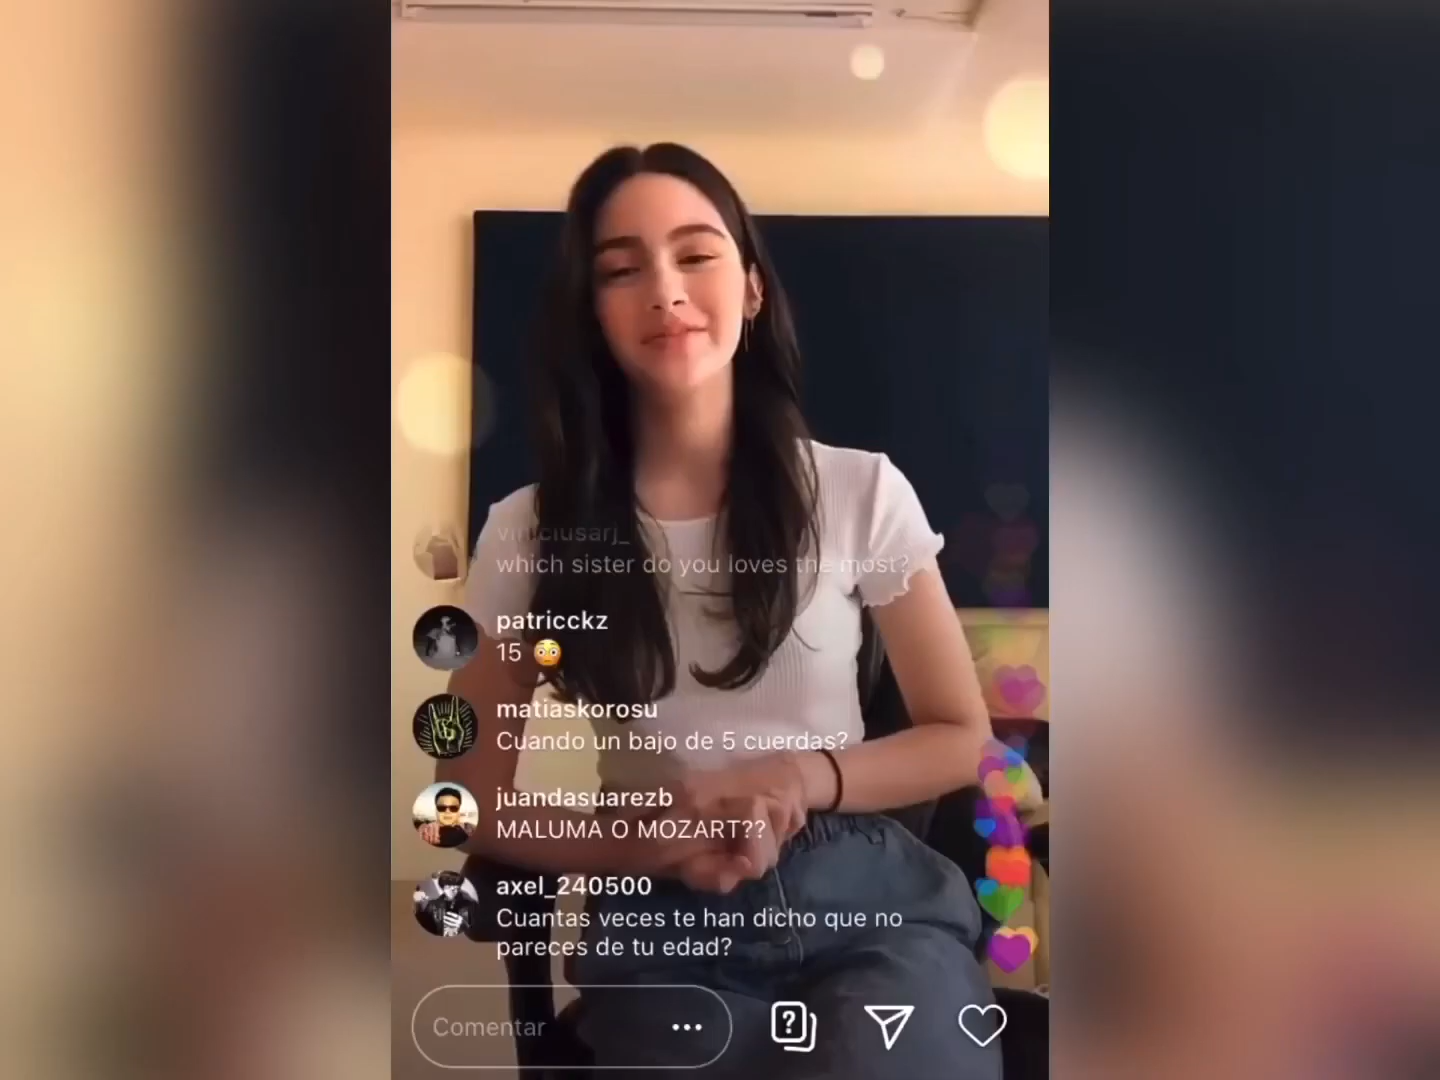 viniciusarj_
which sister do you loves the most?
patricckz
15 😳
matiaskorosu
Cuando un bajo de 5 cuerdas?
juandasuarezb
MALUMA O MOZART??
axel_240500
Cuantas veces te han dicho que no
pareces de tu edad?
Comentar